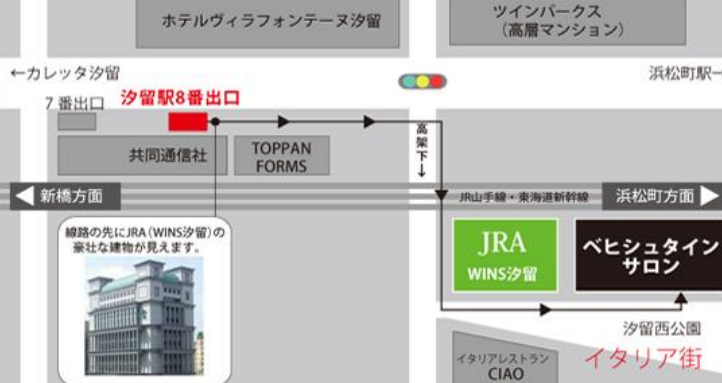 ホテルヴィラフォンテーヌ汐留
ツインパークス
（高層マンション）
←カレッタ汐留
浜松町駅→
7番出口
汐留駅8番出口
共同通信社
TOPPAN
FORMS
高架下↓
新橋方面
JR山手線・東海道新幹線
浜松町方面
線路の先にJRA（WINS汐留）の
豪壮な建物が見えます。
JRA
WINS汐留
ベヒシュタイン
サロン
汐留西公園
イタリア街
イタリアレストラン
CIAO